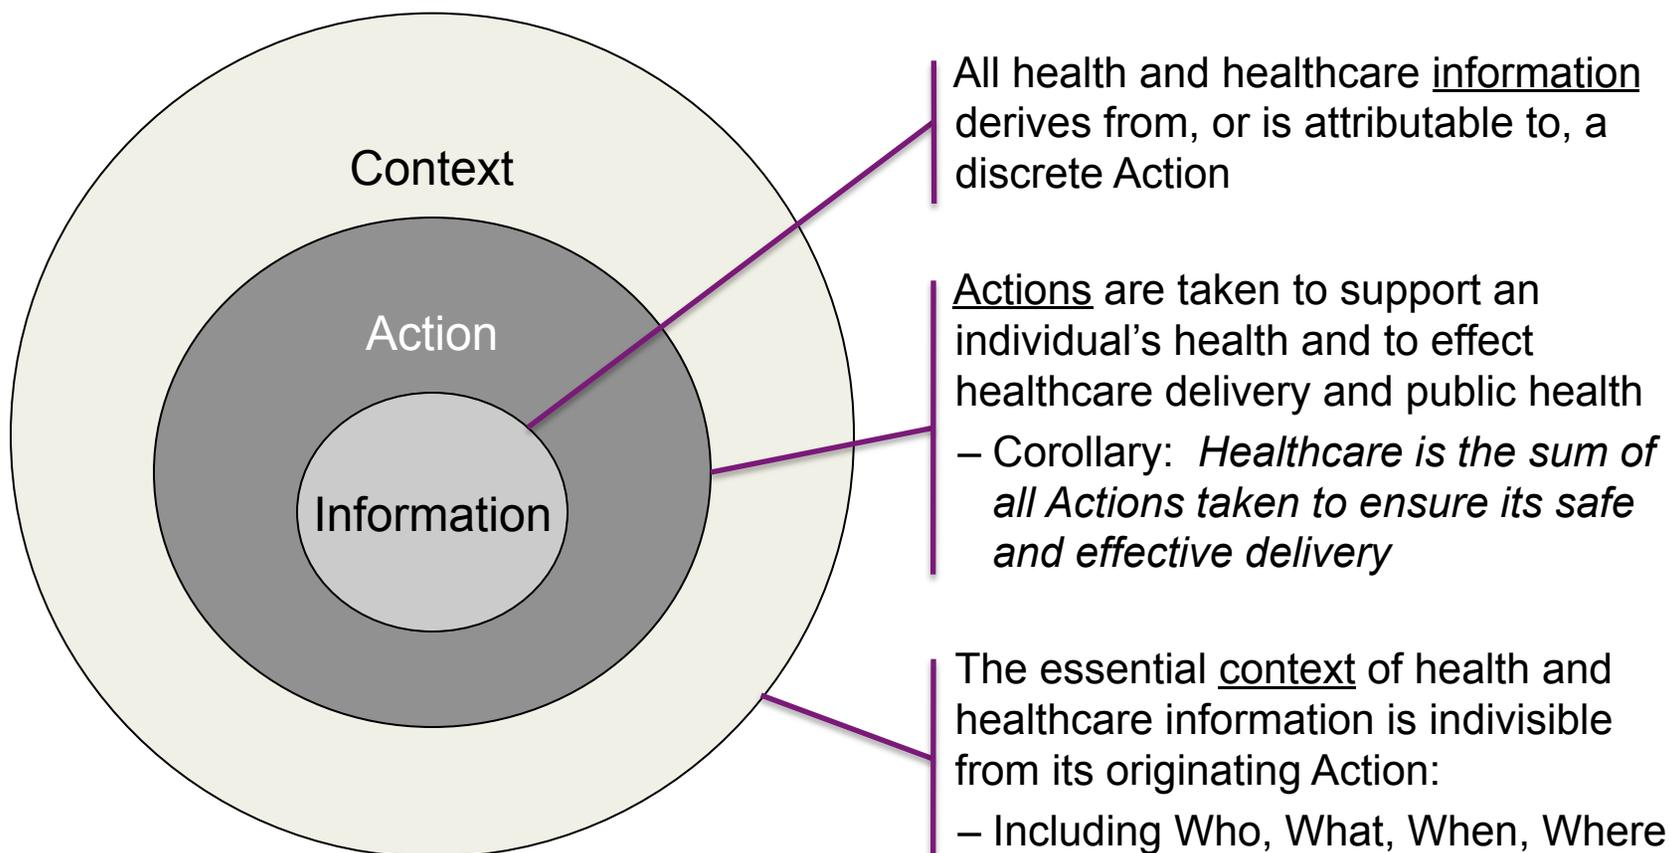 Context
Action
Information
All health and healthcare information
derives from, or is attributable to, a
discrete Action
Actions are taken to support an
individual’s health and to effect
healthcare delivery and public health
– Corollary:  Healthcare is the sum of
all Actions taken to ensure its safe
and effective delivery
The essential context of health and
healthcare information is indivisible
from its originating Action:
– Including Who, What, When, Where